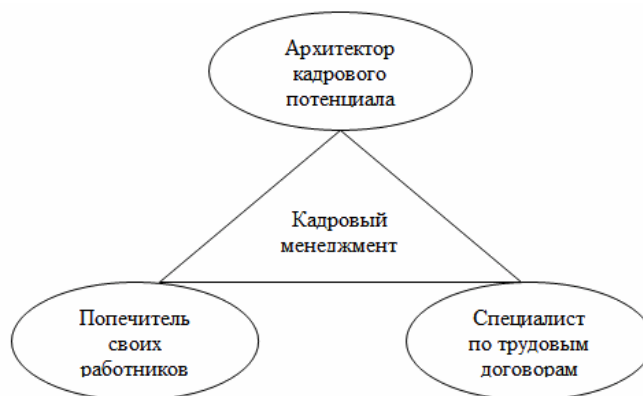 Архитектор
кадрового
потенциала
Кадровый
менеджмент
Попечитель
своих
работников
Специалист
по трудовым
договорам